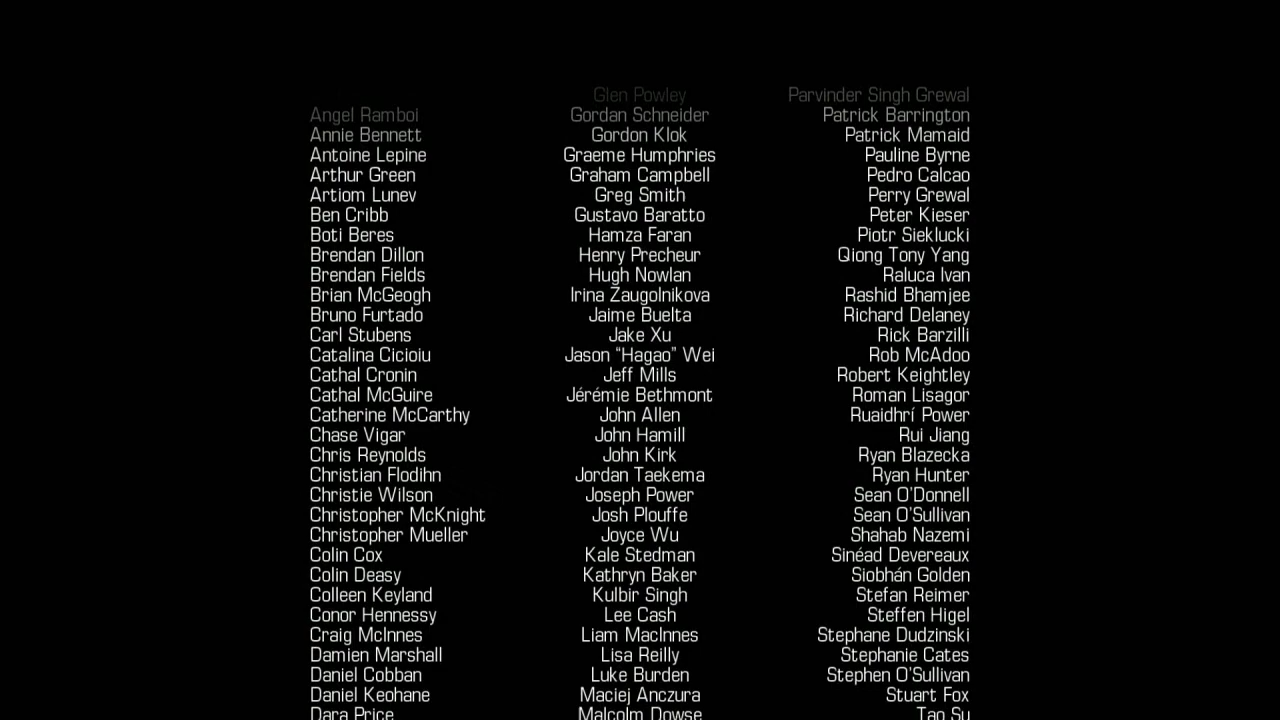 Glen Powley Parvinder Singh Grewal
Angel Ramboi Gordan Schneider Patrick Barrington
Annie Bennett Gordon Klok Patrick Mamaid
Antoine Lepine Graeme Humphries Pauline Byrne
Arthur Green Graham Campbell Pedro Calcao
Artiom Lunev Greg Smith Perry Grewal
Ben Cribb Gustavo Baratto Peter Kieser
Boti Beres Hamza Faran Piotr Sieklucki
Brendan Dillon Henry Precheur Qiong Tony Yang
Brendan Fields Hugh Nowlan Raluca Ivan
Brian McGeogh Irina Zaugolnikova Rashid Bhamjee
Bruno Furtado Jaime Buelta Richard Delaney
Carl Stubens Jake Xu Rick Barzilli
Catalina Cicioiu Jason “Hagao” Wei Rob McAdoo
Cathal Cronin Jeff Mills Robert Keightley
Cathal McGuire Jérémie Bethmont Roman Lisagor
Catherine McCarthy John Allen Ruaidhrí Power
Chase Vigar John Hamill Rui Jiang
Chris Reynolds John Kirk Ryan Blazecka
Christian Flodihn Jordan Taekema Ryan Hunter
Christie Wilson Joseph Power Sean O'Donnell
Christopher McKnight Josh Plouffe Sean O'Sullivan
Christopher Mueller Joyce Wu Shahab Nazemi
Colin Cox Kale Stedman Sinéad Devereaux
Colin Deasy Kathryn Baker Siobhán Golden
Colleen Keyland Kulbir Singh Stefan Reimer
Conor Hennessy Lee Cash Steffen Higel
Craig McInnes Liam MacInnes Stephane Dudzinski
Damien Marshall Lisa Reilly Stephanie Cates
Daniel Cobban Luke Burden Stephen O'Sullivan
Daniel Keohane Maciej Anczura Stuart Fox
Dara Price Malcolm Dowse Tao Su